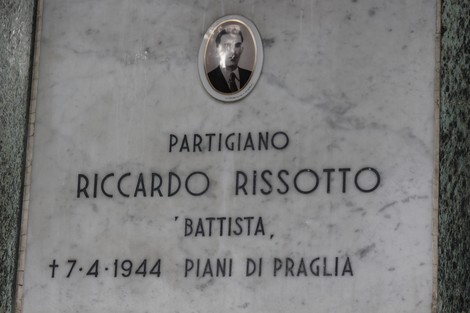 PARTIGIANO
RICCARDO RISSOTTO
'BATTISTA,
†7·4·1944 PIANI DI PRAGLIA